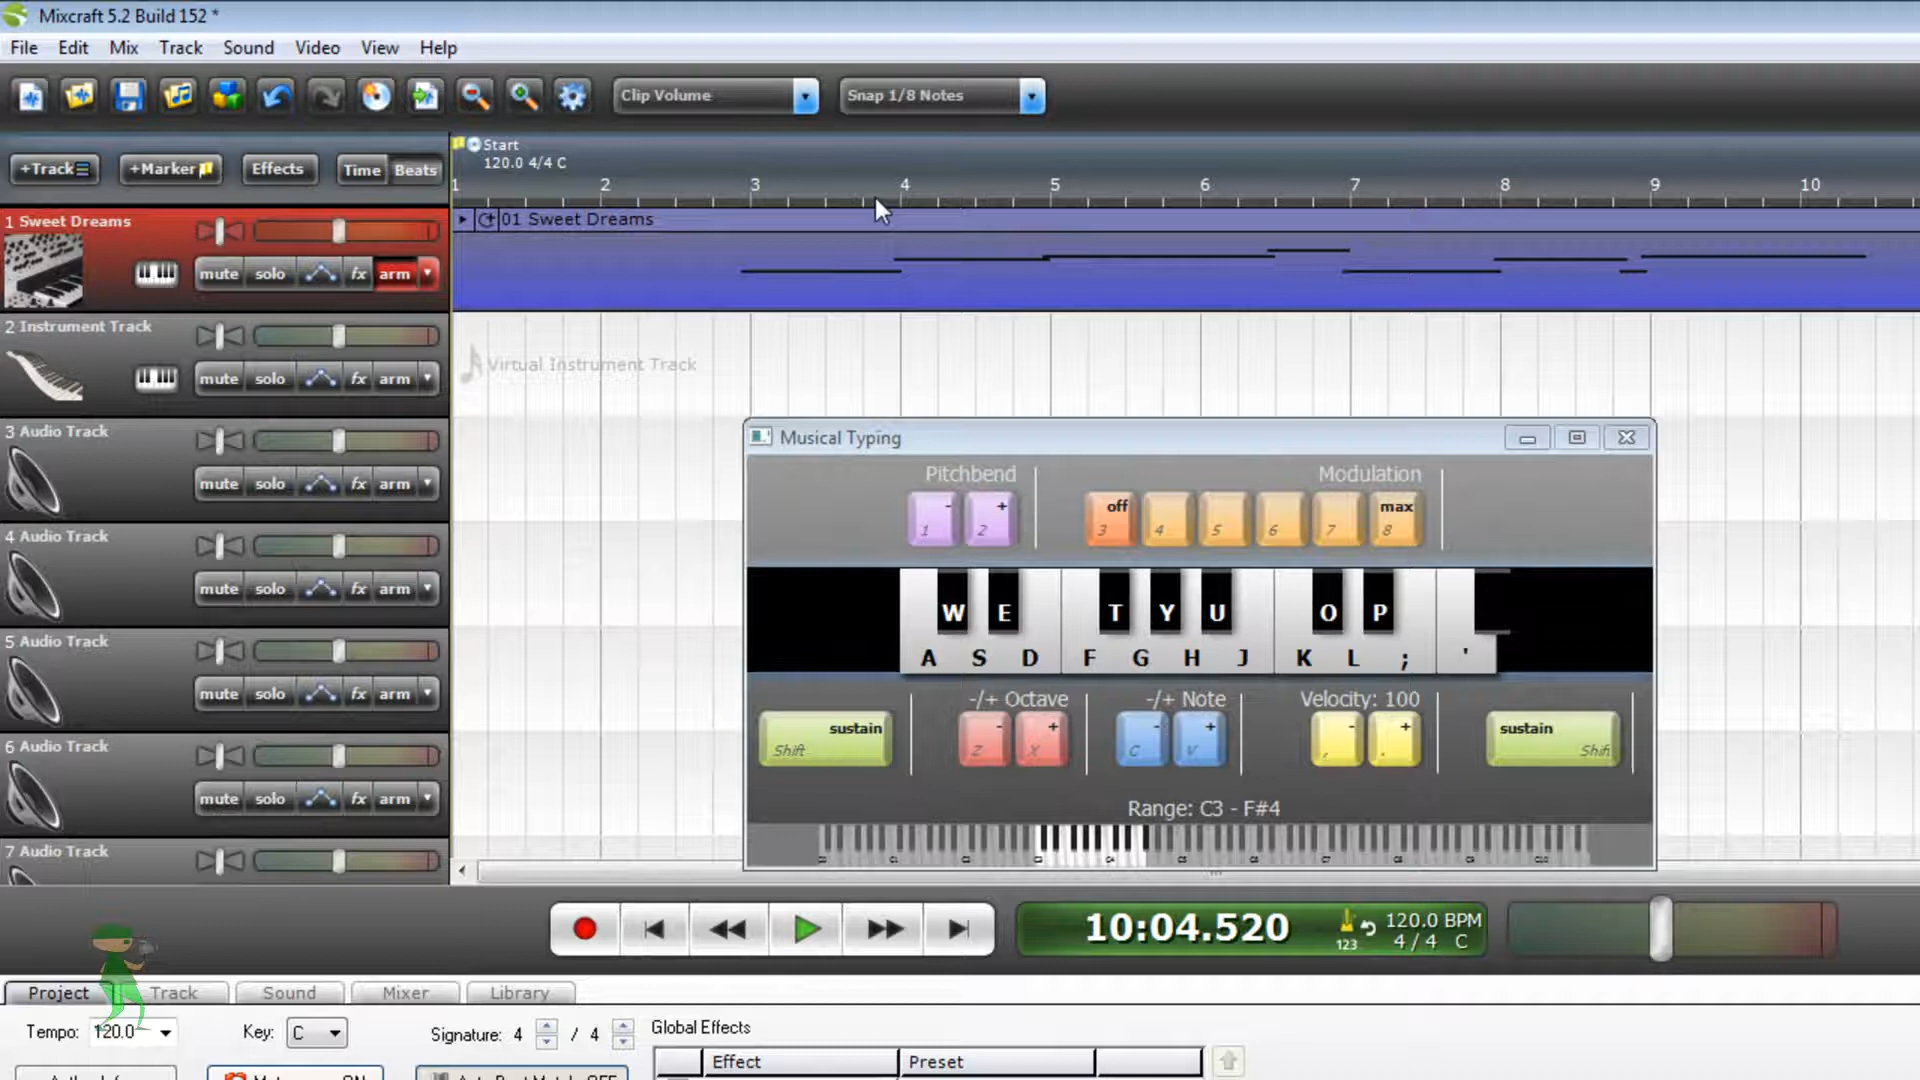 Mixcraft 5.2 Build 152 *
File Edit Mix Track Sound Video View Help
Clip Volume Snap 1/8 Notes
+Track +Marker Effects Time Beats
Start
120.0 4/4 C
1 2 3 4 5 6 7 8 9 10
1 Sweet Dreams
01 Sweet Dreams
mute solo fx arm
2 Instrument Track
Virtual Instrument Track
mute solo fx arm
3 Audio Track
mute solo fx arm
4 Audio Track
mute solo fx arm
5 Audio Track
mute solo fx arm
6 Audio Track
mute solo fx arm
7 Audio Track
Musical Typing
Pitchbend Modulation
- + off max
1 2 3 4 5 6 7 8
W E T Y U O P
A S D F G H J K L ; '
-/+ Octave -/+ Note Velocity: 100
sustain - + - + - + sustain
Shift Z X C V , . Shift
Range: C3 - F#4
10:04.520
123
120.0 BPM
4 / 4 C
Project Track Sound Mixer Library
Tempo: 120.0 Key: C Signature: 4 / 4 Global Effects
Effect Preset